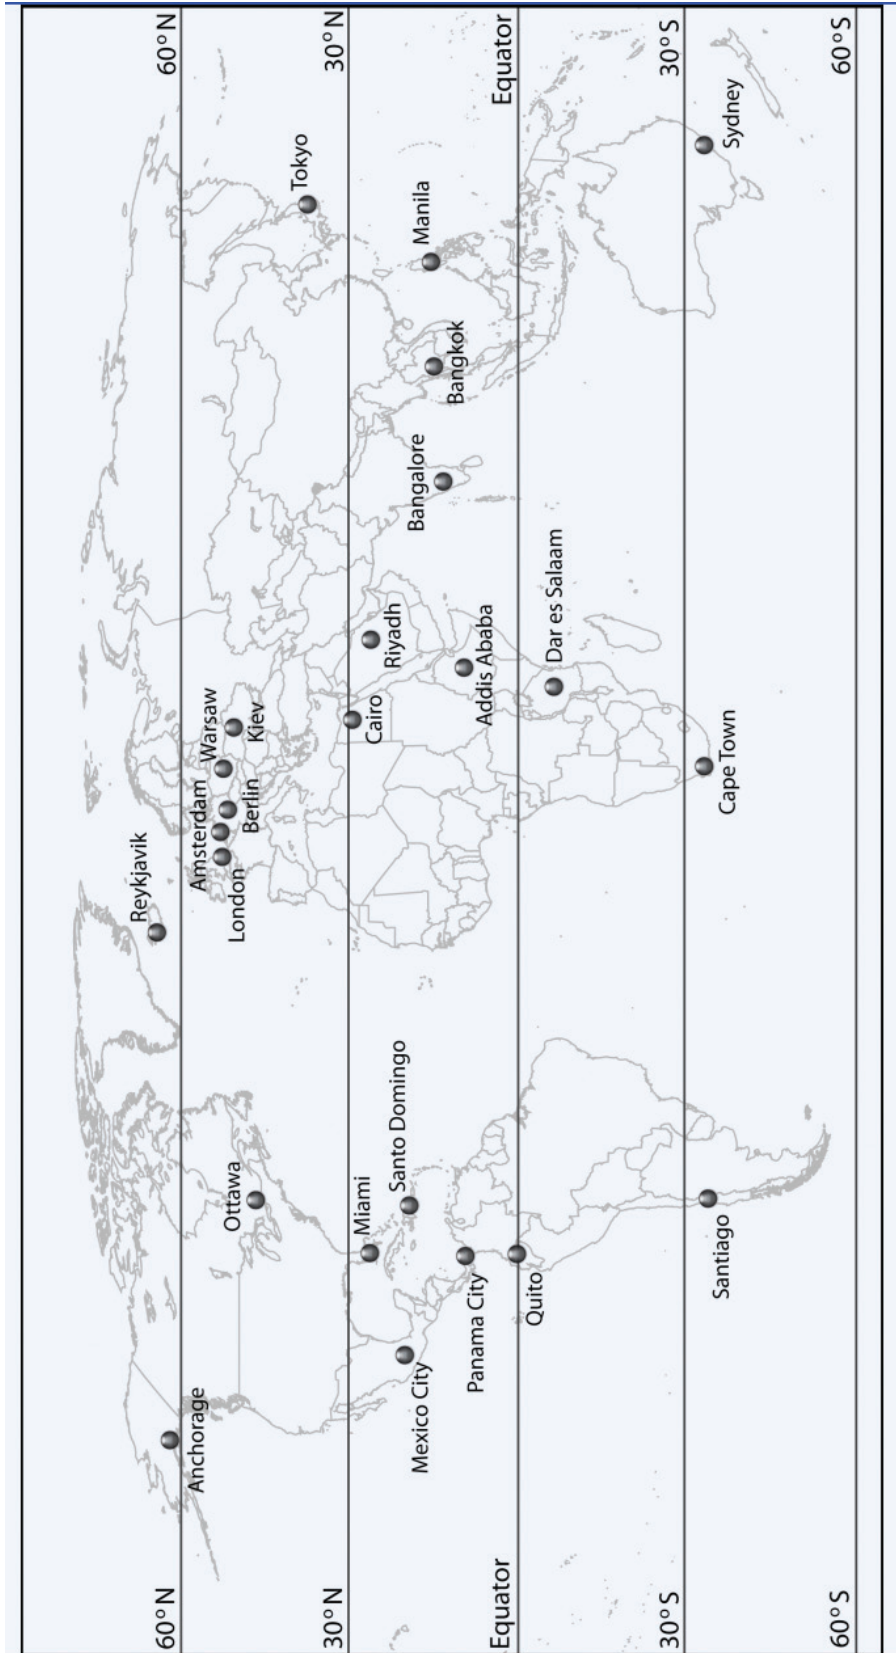 60° N
60° N
30° N
30° N
Equator
Equator
30° S
30° S
60° S
60° S
Anchorage
Reykjavik
Ottawa
London
Amsterdam
Berlin
Warsaw
Kiev
Tokyo
Miami
Mexico City
Santo Domingo
Cairo
Riyadh
Panama City
Addis Ababa
Bangalore
Bangkok
Manila
Quito
Dar es Salaam
Santiago
Cape Town
Sydney